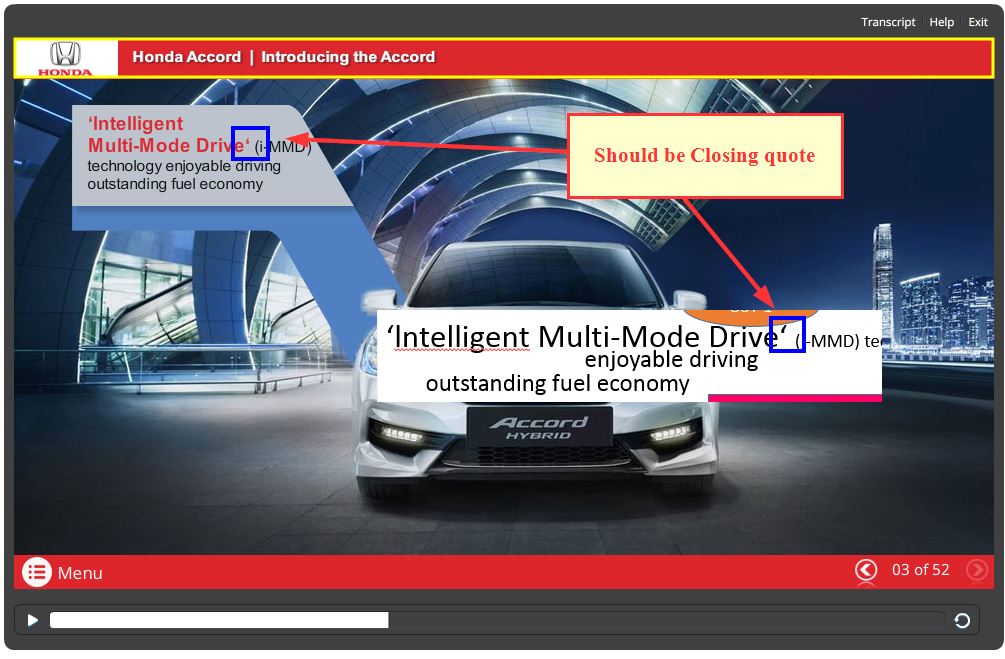 Transcript Help Exit
HONDA
Honda Accord | Introducing the Accord
‘Intelligent
Multi-Mode Drive‘ (i-MMD)
technology enjoyable driving
outstanding fuel economy
Should be Closing quote
‘Intelligent Multi-Mode Drive‘ (i-MMD) tec
enjoyable driving
outstanding fuel economy
Accord
HYBRID
Menu
03 of 52